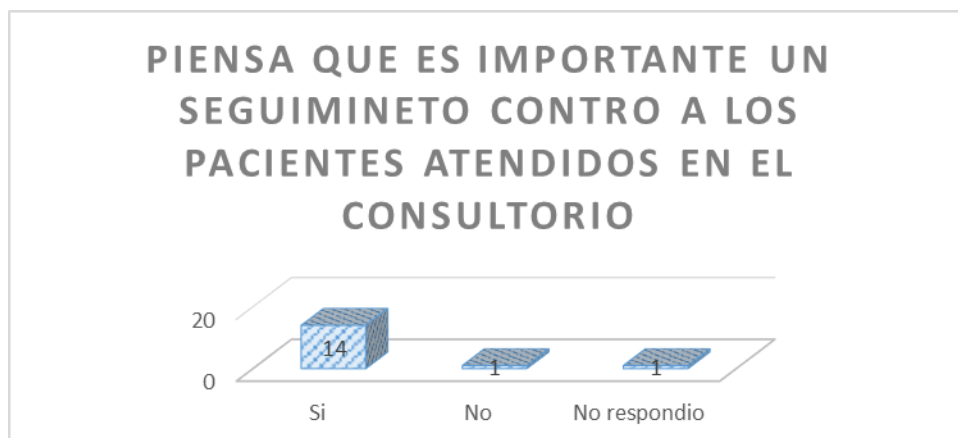 PIENSA QUE ES IMPORTANTE UN
SEGUIMINETO CONTRO A LOS
PACIENTES ATENDIDOS EN EL
CONSULTORIO
20
14
1
1
0
Si
No
No respondio